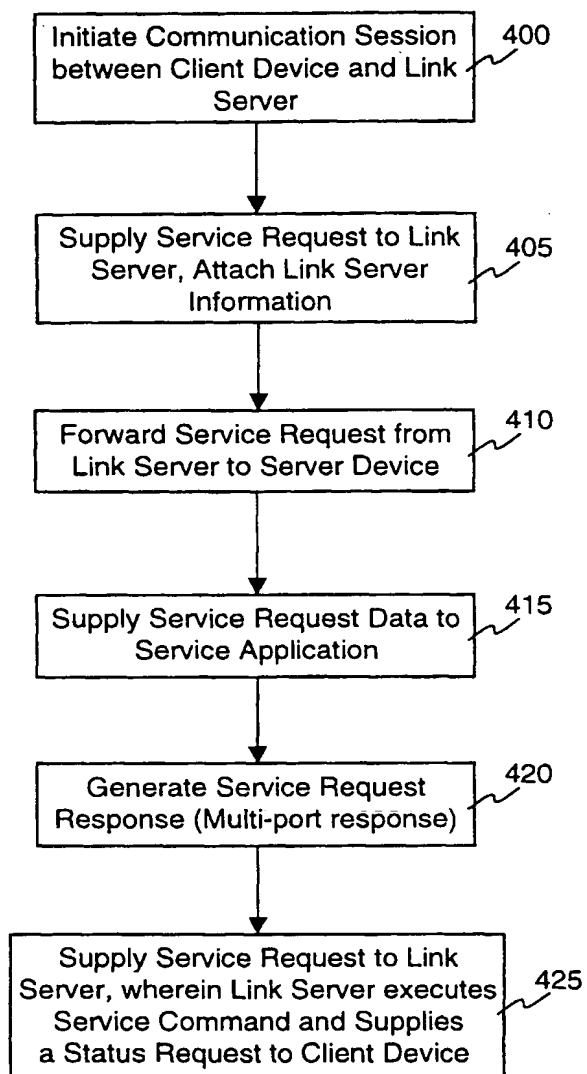 Initiate Communication Session
between Client Device and Link
Server
400
Supply Service Request to Link
Server, Attach Link Server
Information
405
Forward Service Request from
Link Server to Server Device
410
Supply Service Request Data to
Service Application
415
Generate Service Request
Response (Multi-port response)
420
Supply Service Request to Link
Server, wherein Link Server executes
Service Command and Supplies
a Status Request to Client Device
425